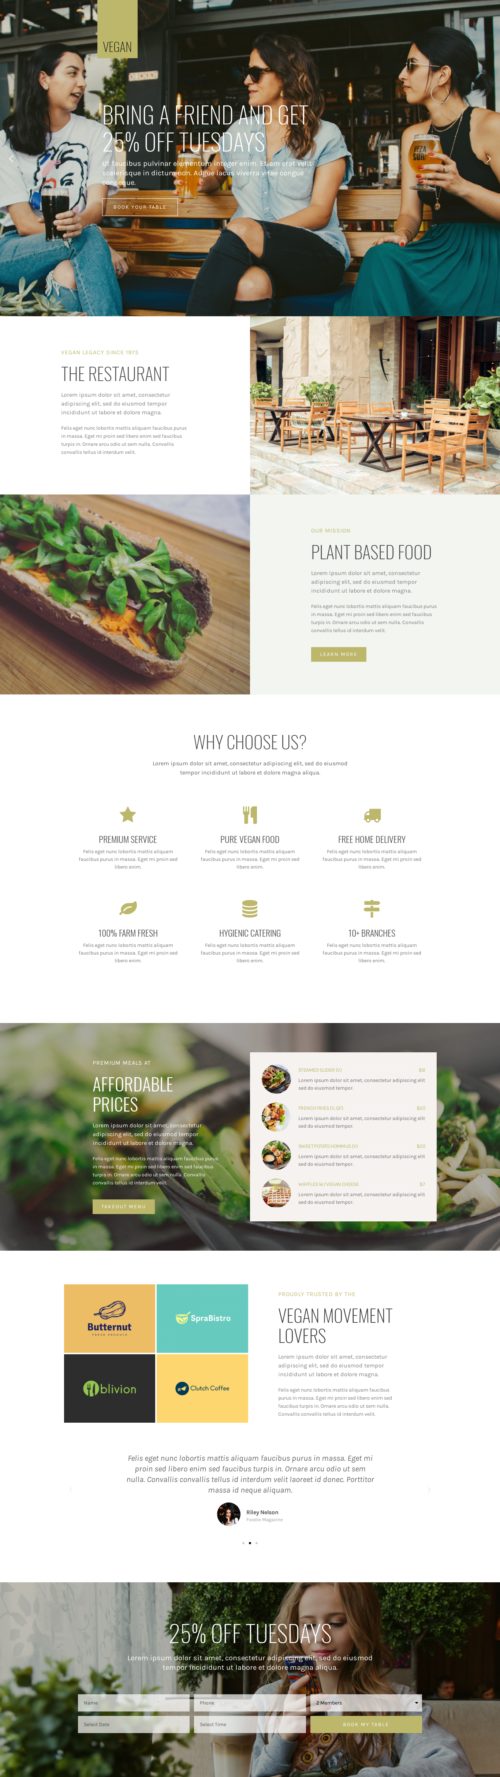 VEGAN
BRING A FRIEND AND GET
25% OFF TUESDAYS
Ut faucibus pulvinar elementum integer enim. Et sem erat velit
scelerisque in dictum non. Augue lacus viverra vitae congue
conseque.
BOOK YOUR TABLE
VEGAN LEGACY SINCE
THE RESTAURANT
Lorem ipsum dolor sit amet, consectetur
adipiscing elit, sed do eiusmod tempor
incididunt ut labore et dolore magna.
Felis eget nunc lobortis mattis aliquam faucibus purus
in massa. Eget mi proin sed libero enim sed faucibus
turpis in. Ornare arcu odio ut sem nulla. Convallis
convallis tellus id interdum velit.
OUR MISSION
PLANT BASED FOOD
Lorem ipsum dolor sit amet, consectetur
adipiscing elit, sed do eiusmod tempor
incididunt ut labore et dolore magna.
Felis eget nunc lobortis mattis aliquam faucibus purus
in massa. Eget mi proin sed libero enim sed faucibus
turpis in. Ornare arcu odio ut sem nulla. Convallis
convallis tellus id interdum velit.
LEARN MORE
WHY CHOOSE US?
Lorem ipsum dolor sit amet, consectetur adipiscing elit, sed do eiusmod
tempor incididunt ut labore et dolore magna aliqua.
PREMIUM SERVICE
Felis eget nunc lobortis mattis aliquam
faucibus purus in massa. Eget mi proin sed
libero enim.
PURE VEGAN FOOD
Felis eget nunc lobortis mattis aliquam
faucibus purus in massa. Eget mi proin sed
libero enim.
FREE HOME DELIVERY
Felis eget nunc lobortis mattis aliquam
faucibus purus in massa. Eget mi proin sed
libero enim.
100% FARM FRESH
Felis eget nunc lobortis mattis aliquam
faucibus purus in massa. Eget mi proin sed
libero enim.
HYGIENIC CATERING
Felis eget nunc lobortis mattis aliquam
faucibus purus in massa. Eget mi proin sed
libero enim.
10+ BRANCHES
Felis eget nunc lobortis mattis aliquam
faucibus purus in massa. Eget mi proin sed
libero enim.
PREMIUM MEALS AT
AFFORDABLE
PRICES
Lorem ipsum dolor sit amet, consectetur
adipiscing elit, sed do eiusmod tempor
incididunt ut labore et dolore magna.
Felis eget nunc lobortis mattis aliquam faucibus purus
in massa. Eget mi proin sed libero enim sed faucibus
turpis in. Ornare arcu odio ut sem nulla. Convallis
convallis tellus id interdum velit.
TAKEOUT MENU
STEAMED SLIDER (V)
Lorem ipsum dolor sit amet, consectetur adipiscing elit
sed do eiusmod tempor.
FRENCH FRIES
Lorem ipsum dolor sit amet, consectetur adipiscing elit
sed do eiusmod tempor.
SWEET POTATO HUMMUS (V)
Lorem ipsum dolor sit amet, consectetur adipiscing elit
sed do eiusmod tempor.
WAFFLES W/ VEGAN CHEESE $7
Lorem ipsum dolor sit amet, consectetur adipiscing elit
sed do eiusmod tempor.
Butternut
SpraBistro
Oblivion
Clutch Coffee
PROUDLY TRUSTED BY THE
VEGAN MOVEMENT
LOVERS
Lorem ipsum dolor sit amet, consectetur
adipiscing elit, sed do eiusmod tempor
incididunt ut labore et dolore magna.
Felis eget nunc lobortis mattis aliquam faucibus
purus in massa. Eget mi proin sed libero enim sed
faucibus turpis in. Ornare arcu odio ut sem nulla.
Convallis convallis tellus id interdum velit.
Felis eget nunc lobortis mattis aliquam faucibus purus in massa. Eget mi
proin sed libero enim sed faucibus turpis in. Ornare arcu odio ut sem
nulla. Convallis convallis tellus id interdum velit laoreet id donec. Porttitor
massa id neque aliquam.
Riley Nelson
Foodie Magazine
25% OFF TUESDAYS
Lorem ipsum dolor sit amet, consectetur adipiscing elit, sed do eiusmod
tempor incididunt ut labore et dolore magna aliqua.
Name
Phone
2 Members
Select Date
Select Time
BOOK MY TABLE